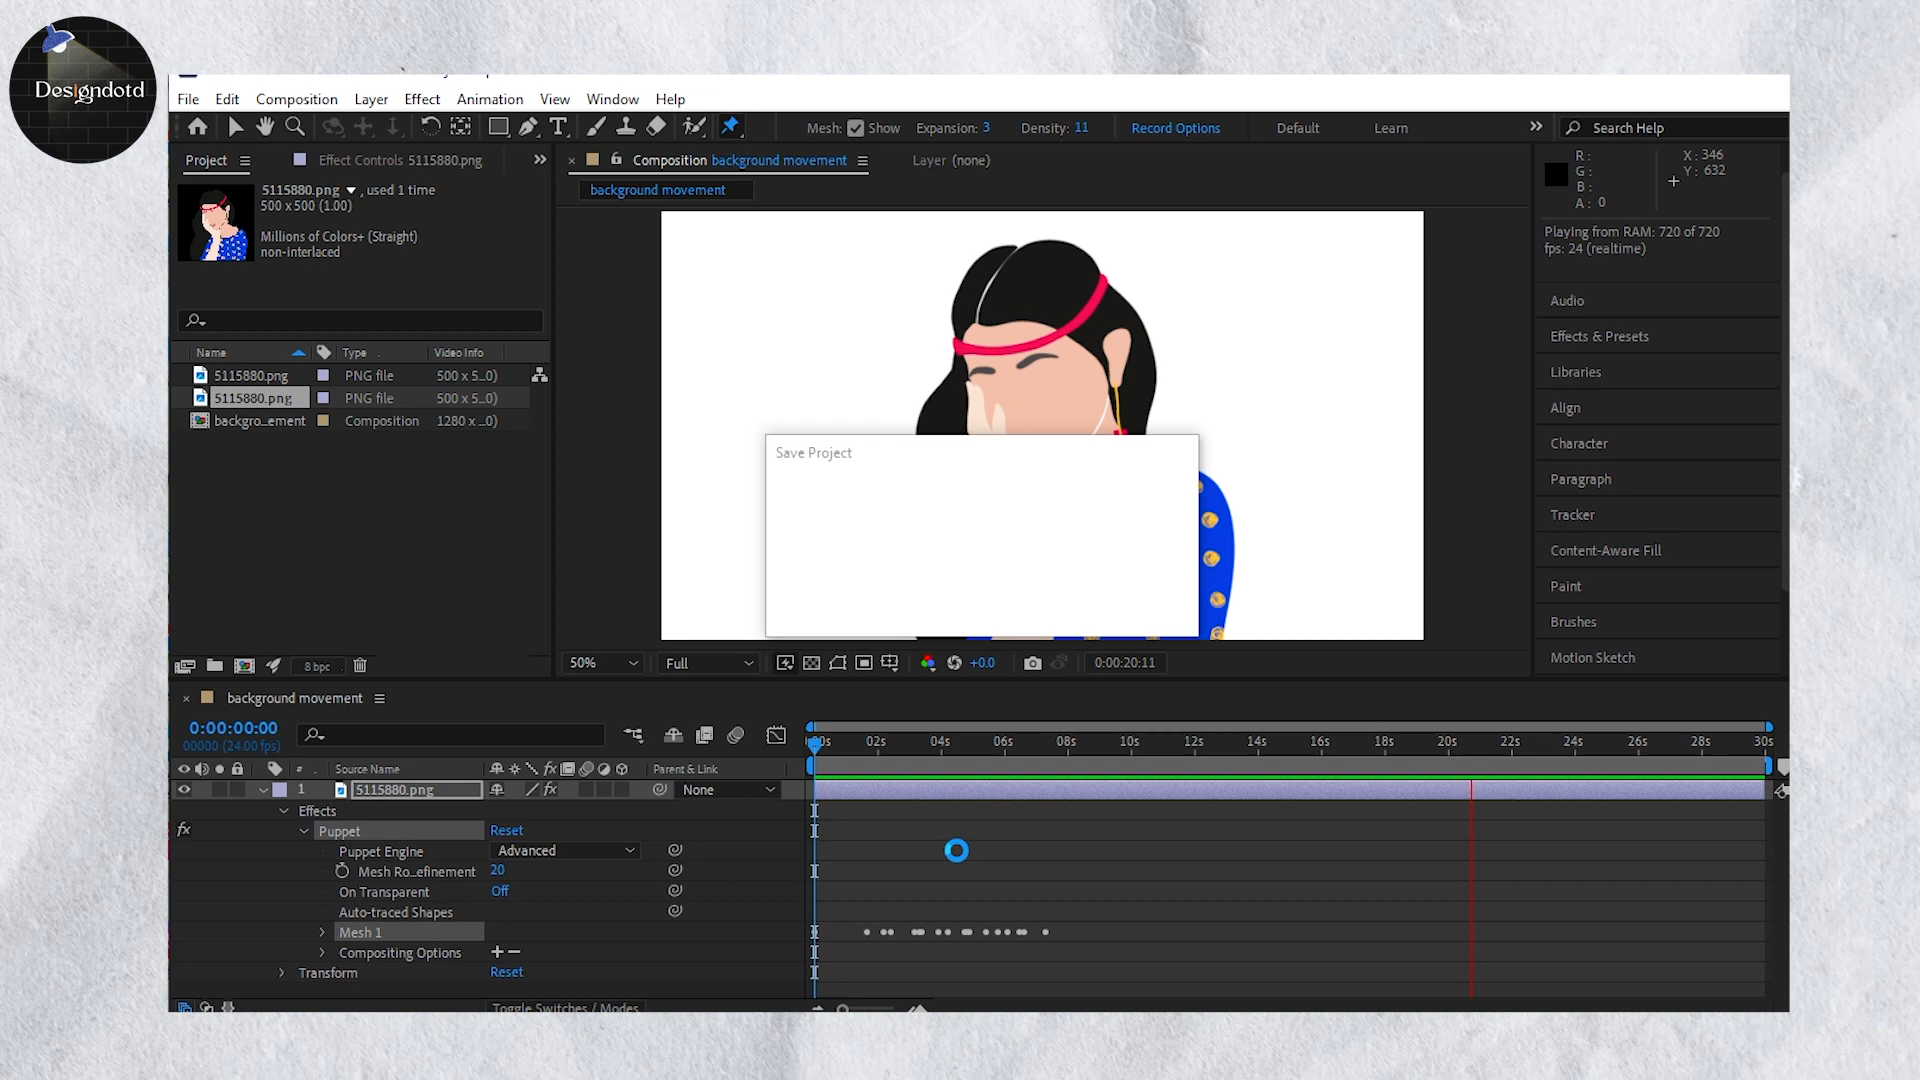 Designdotd
File Edit Composition Layer Effect Animation View Window Help
Mesh: Show Expansion: 3 Density: 11 Record Options Default Learn Search Help
Project Effect Controls 5115880.png
Composition background movement Layer (none)
background movement
5115880.png , used 1 time
500 x 500 (1.00)
Millions of Colors+ (Straight)
non-interlaced
R:
G:
B:
A: 0
X: 346
Y: 632
Playing from RAM: 720 of 720
fps: 24 (realtime)
Audio
Effects & Presets
Libraries
Align
Character
Paragraph
Tracker
Content-Aware Fill
Paint
Brushes
Motion Sketch
Name Type Video Info
5115880.png PNG file 500 x 5...0)
5115880.png PNG file 500 x 5...0)
backgro...ement Composition 1280 x ...0)
Save Project
8 bpc
50% Full +0.0 0:00:20:11
background movement
0:00:00:00
00000 (24.00 fps)
02s 04s 06s 08s 10s 12s 14s 16s 18s 20s 22s 24s 26s 28s 30s
# Source Name fx Parent & Link
1 5115880.png fx None
Effects
fx Puppet Reset
Puppet Engine Advanced
Mesh Ro...efinement 20
On Transparent Off
Auto-traced Shapes
Mesh 1
Compositing Options
Transform Reset
Toggle Switches / Modes